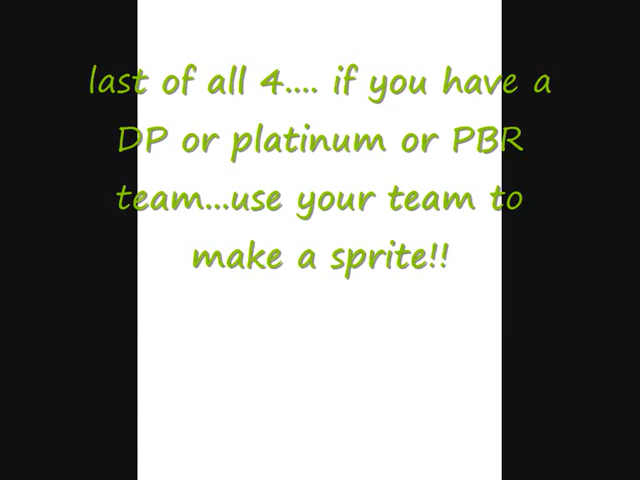 last of all 4.... if you have a
DP or platinum or PBR
team...use your team to
make a sprite!!